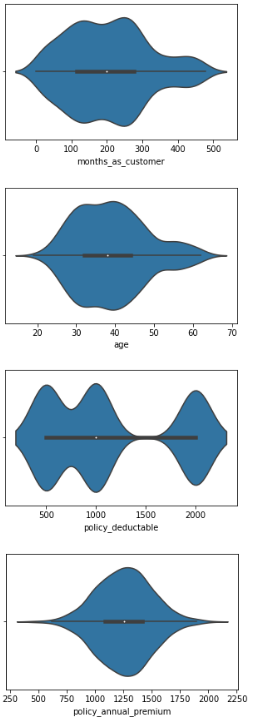 0 100 200 300 400 500
months_as_customer
20 30 40 50 60 70
age
500 1000 1500 2000
policy_deductable
250 500 750 1000 1250 1500 1750 2000 2250
policy_annual_premium